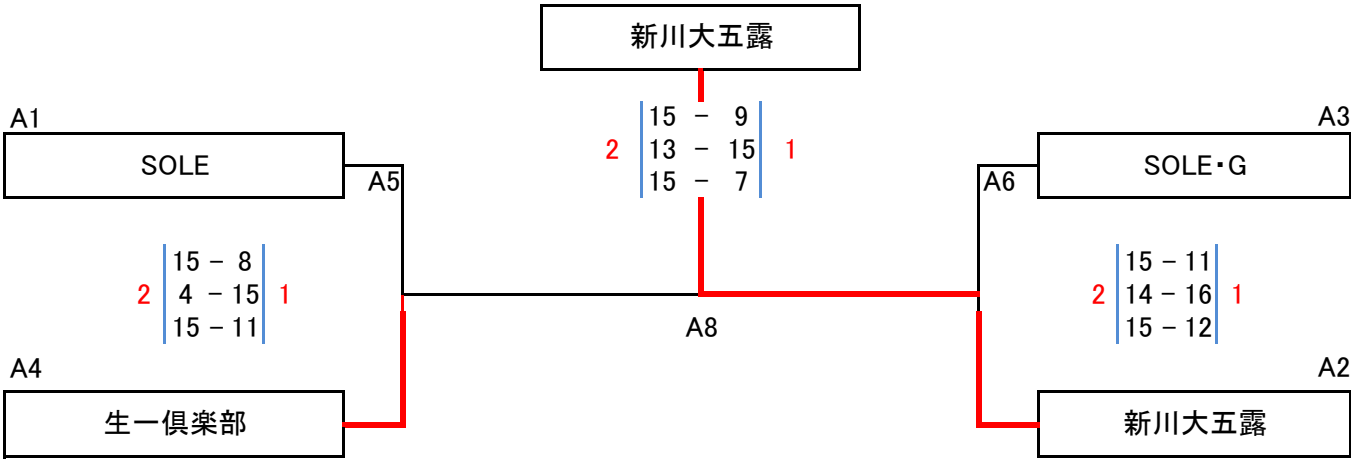 新川大五露
A1
A3
SOLE
SOLE・G
15 － 9
2 13 － 15 1
15 － 7
A5
A6
15 － 8
2 4 － 15 1
15 － 11
15 － 11
2 14 － 16 1
15 － 12
A8
A4
A2
生一倶楽部
新川大五露